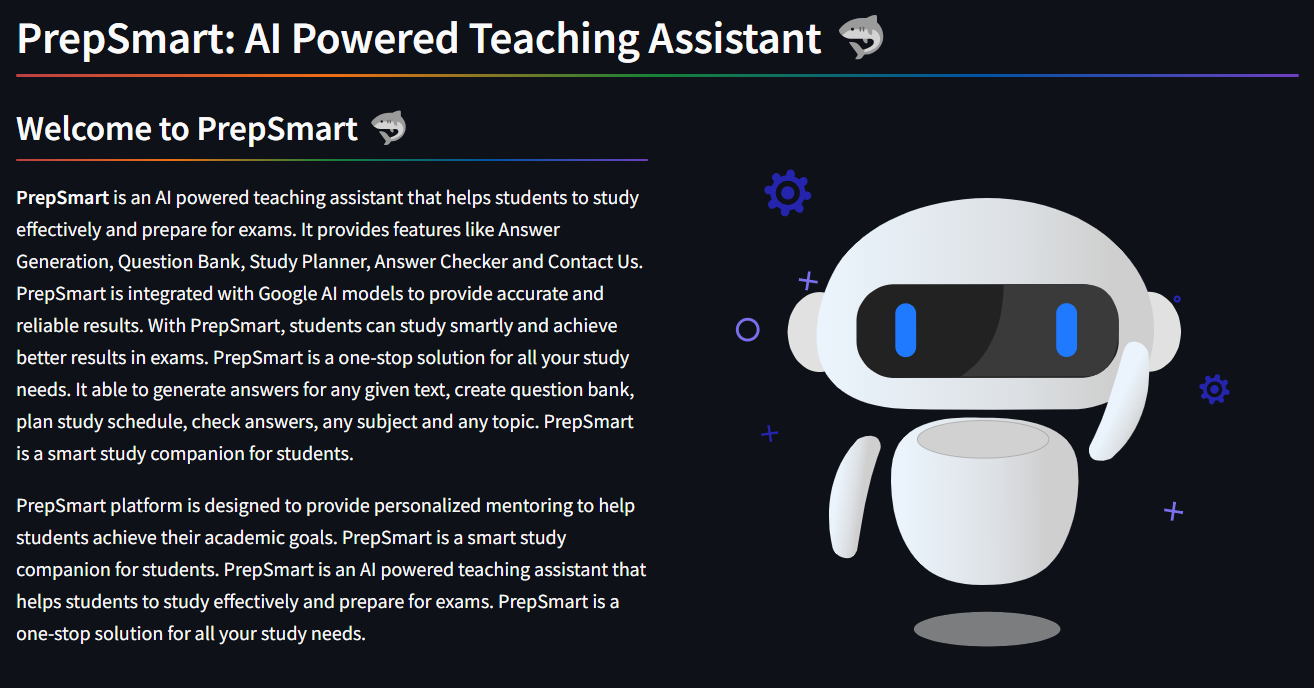 PrepSmart: AI Powered Teaching Assistant 🦈
Welcome to PrepSmart 🦈
PrepSmart is an AI powered teaching assistant that helps students to study
effectively and prepare for exams. It provides features like Answer
Generation, Question Bank, Study Planner, Answer Checker and Contact Us.
PrepSmart is integrated with Google AI models to provide accurate and
reliable results. With PrepSmart, students can study smartly and achieve
better results in exams. PrepSmart is a one-stop solution for all your study
needs. It able to generate answers for any given text, create question bank,
plan study schedule, check answers, any subject and any topic. PrepSmart
is a smart study companion for students.
PrepSmart platform is designed to provide personalized mentoring to help
students achieve their academic goals. PrepSmart is a smart study
companion for students. PrepSmart is an AI powered teaching assistant that
helps students to study effectively and prepare for exams. PrepSmart is a
one-stop solution for all your study needs.